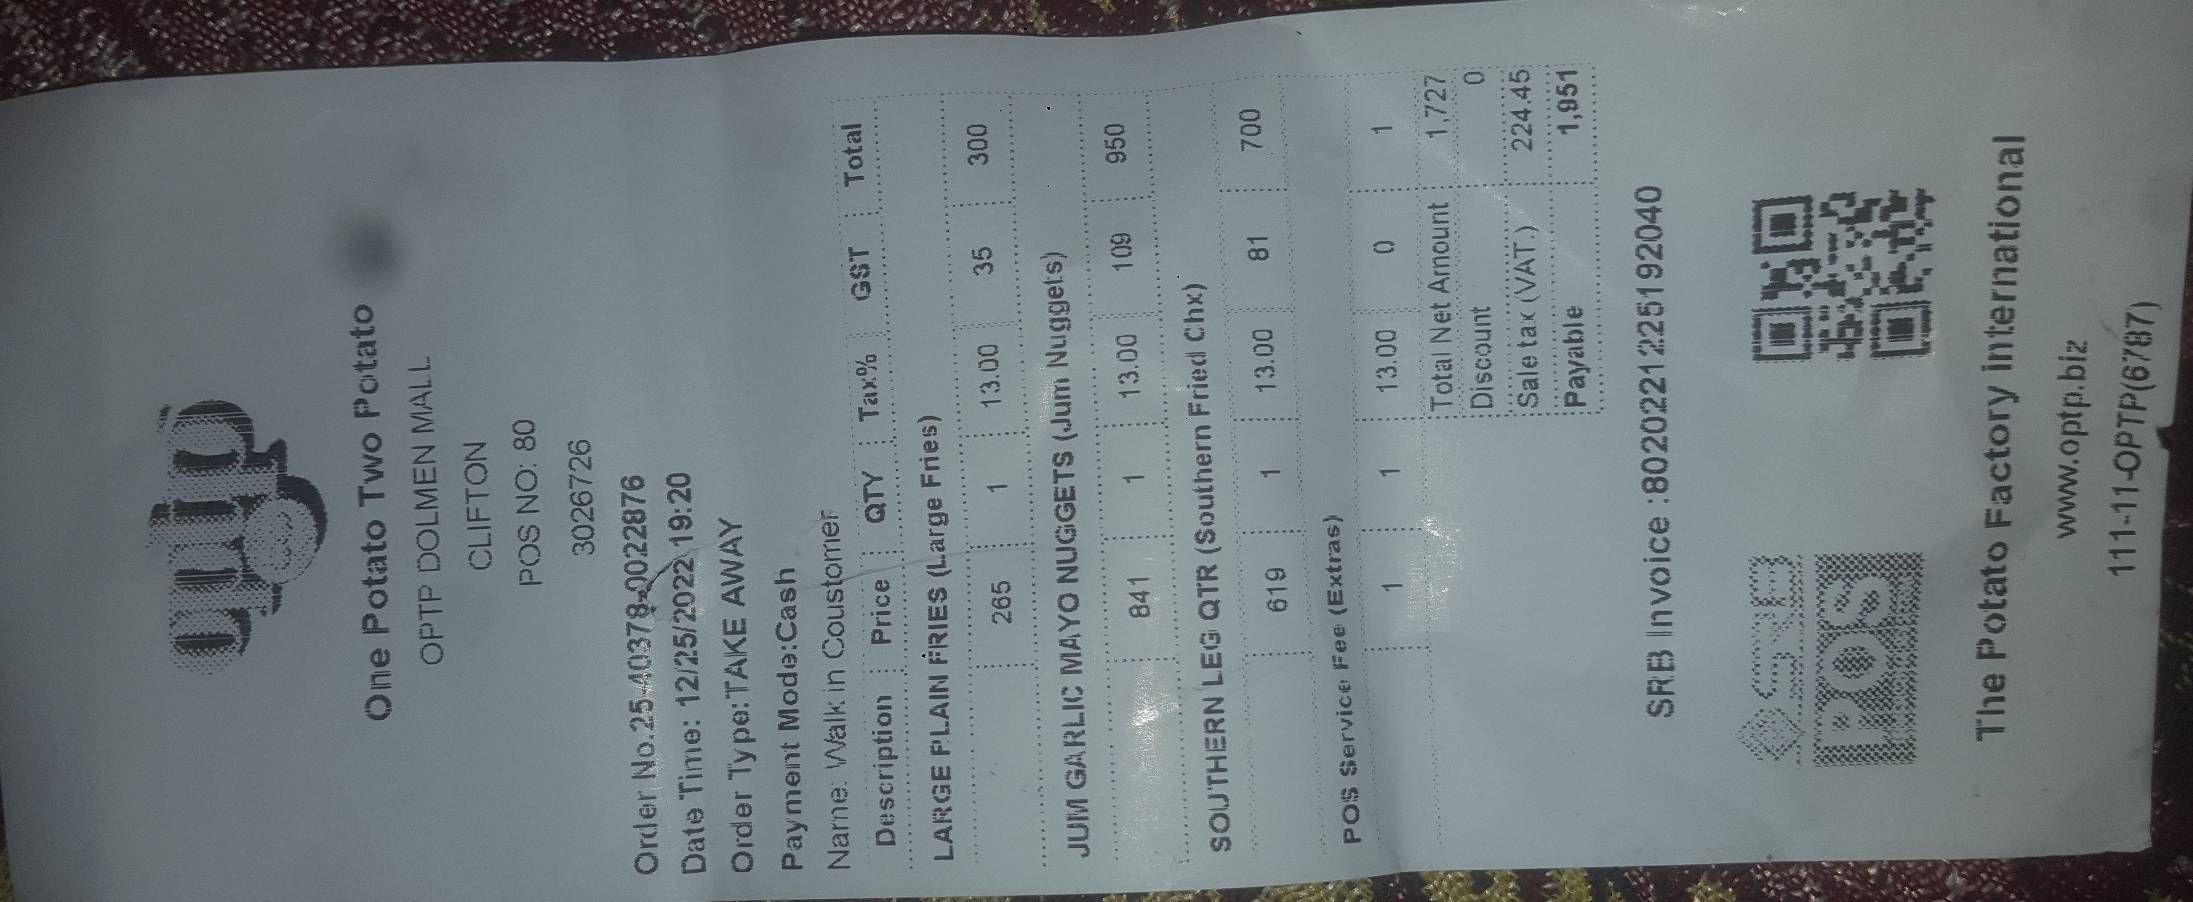 optp
One Potato Two Potato
OPTP DOLMEN MALL
CLIFTON
POS NO: 80
3026726
Order No.25-40378-0022876
Date Time: 12/25/2022 19:20
Order Type:TAKE AWAY
Payment Mode:Cash
Name: Walk in Coustomer
Description Price QTY Tax% GST Total
LARGE PLAIN FRIES (Large Fries)
265 1 13.00 35 300
JUM GARLIC MAYO NUGGETS (Jum Nuggets)
841 1 13.00 109 950
SOUTHERN LEG QTR (Southern Fried Chx)
619 1 13.00 81 700
POS Service Fee (Extras)
1 1 13.00 0 1
Total Net Amount 1,727
Discount 0
Sale tax (VAT) 224.45
Payable 1,951
SRB Invoice :80202212225192040
SRB
POS
The Potato Factory international
www.optp.biz
111-11-OPTP(6787)